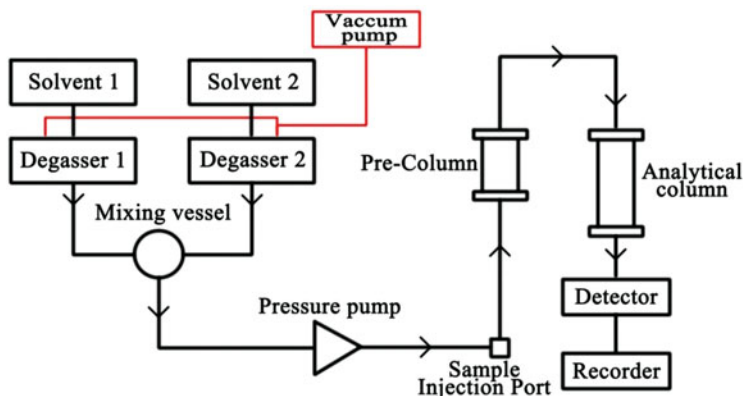 Vaccum
pump
Solvent 1
Solvent 2
Degasser 1
Degasser 2
Mixing vessel
Pressure pump
Sample
Injection Port
Pre-Column
Analytical
column
Detector
Recorder